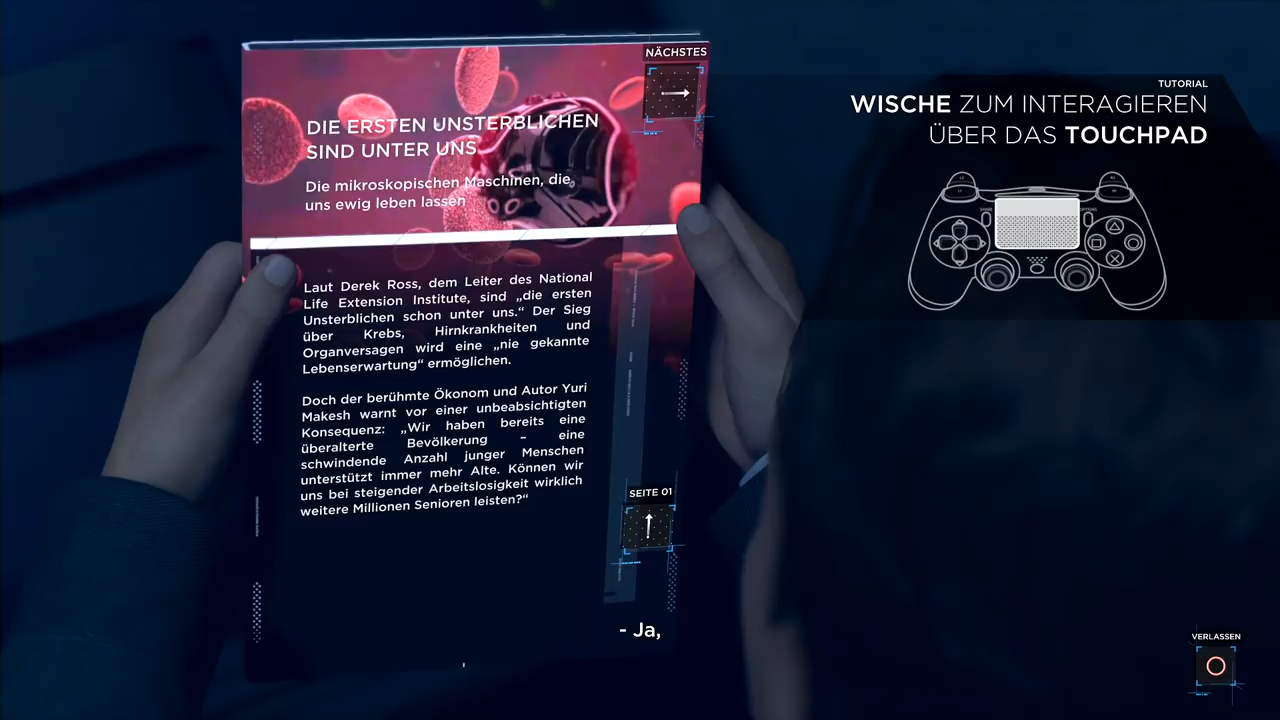 NÄCHSTES
DIE ERSTEN UNSTERBLICHEN
SIND UNTER UNS
Die mikroskopischen Maschinen, die
uns ewig leben lassen
Laut Derek Ross, dem Leiter des National
Life Extension Institute, sind „die ersten
Unsterblichen schon unter uns.“ Der Sieg
über Krebs, Hirnkrankheiten und
Organversagen wird eine „nie gekannte
Lebenserwartung“ ermöglichen.
Doch der berühmte Ökonom und Autor Yuri
Makesh warnt vor einer unbeabsichtigten
Konsequenz: „Wir haben bereits eine
überalterte Bevölkerung – eine
schwindende Anzahl junger Menschen
unterstützt immer mehr Alte. Können wir
uns bei steigender Arbeitslosigkeit wirklich
weitere Millionen Senioren leisten?“
SEITE 01
- Ja,
TUTORIAL
WISCHE ZUM INTERAGIEREN
ÜBER DAS TOUCHPAD
SHARE
OPTIONS
VERLASSEN